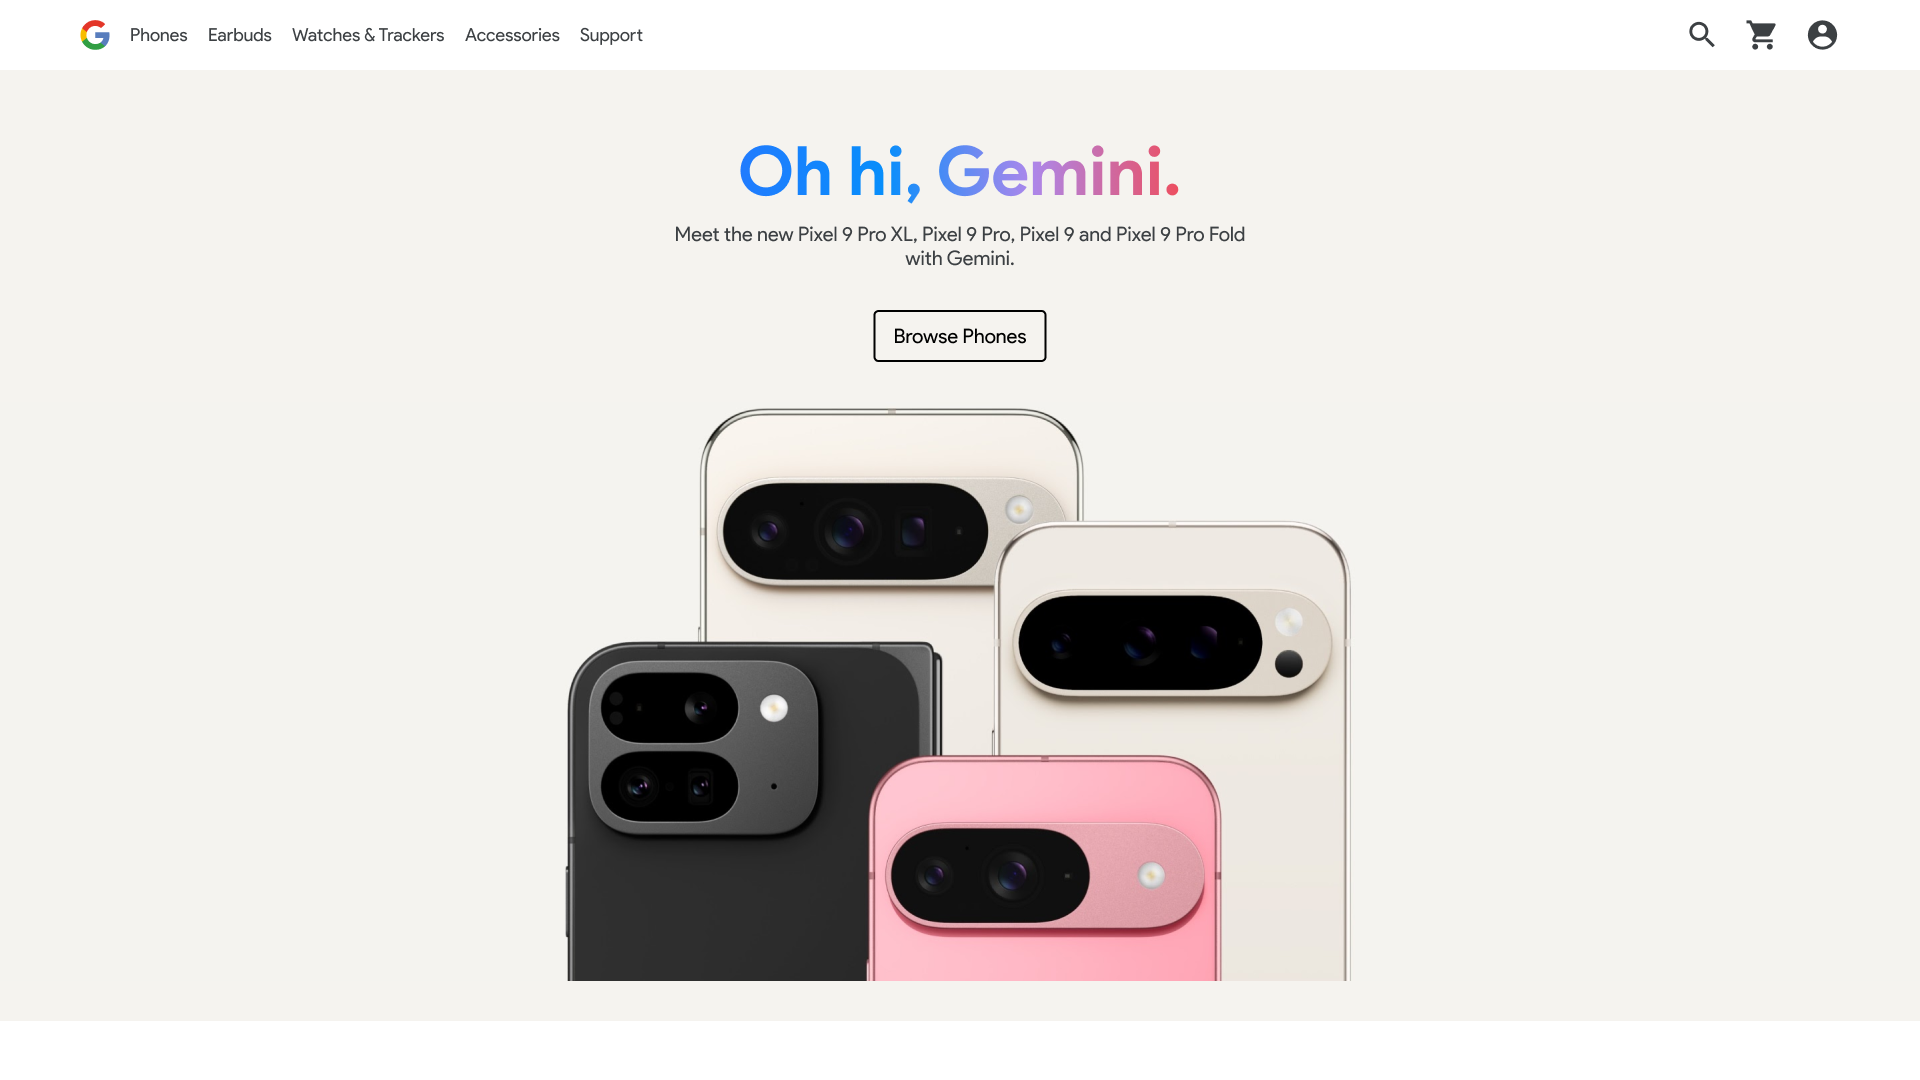 Phones Earbuds Watches & Trackers Accessories Support
Oh hi, Gemini.
Meet the new Pixel 9 Pro XL, Pixel 9 Pro, Pixel 9 and Pixel 9 Pro Fold
with Gemini.
Browse Phones